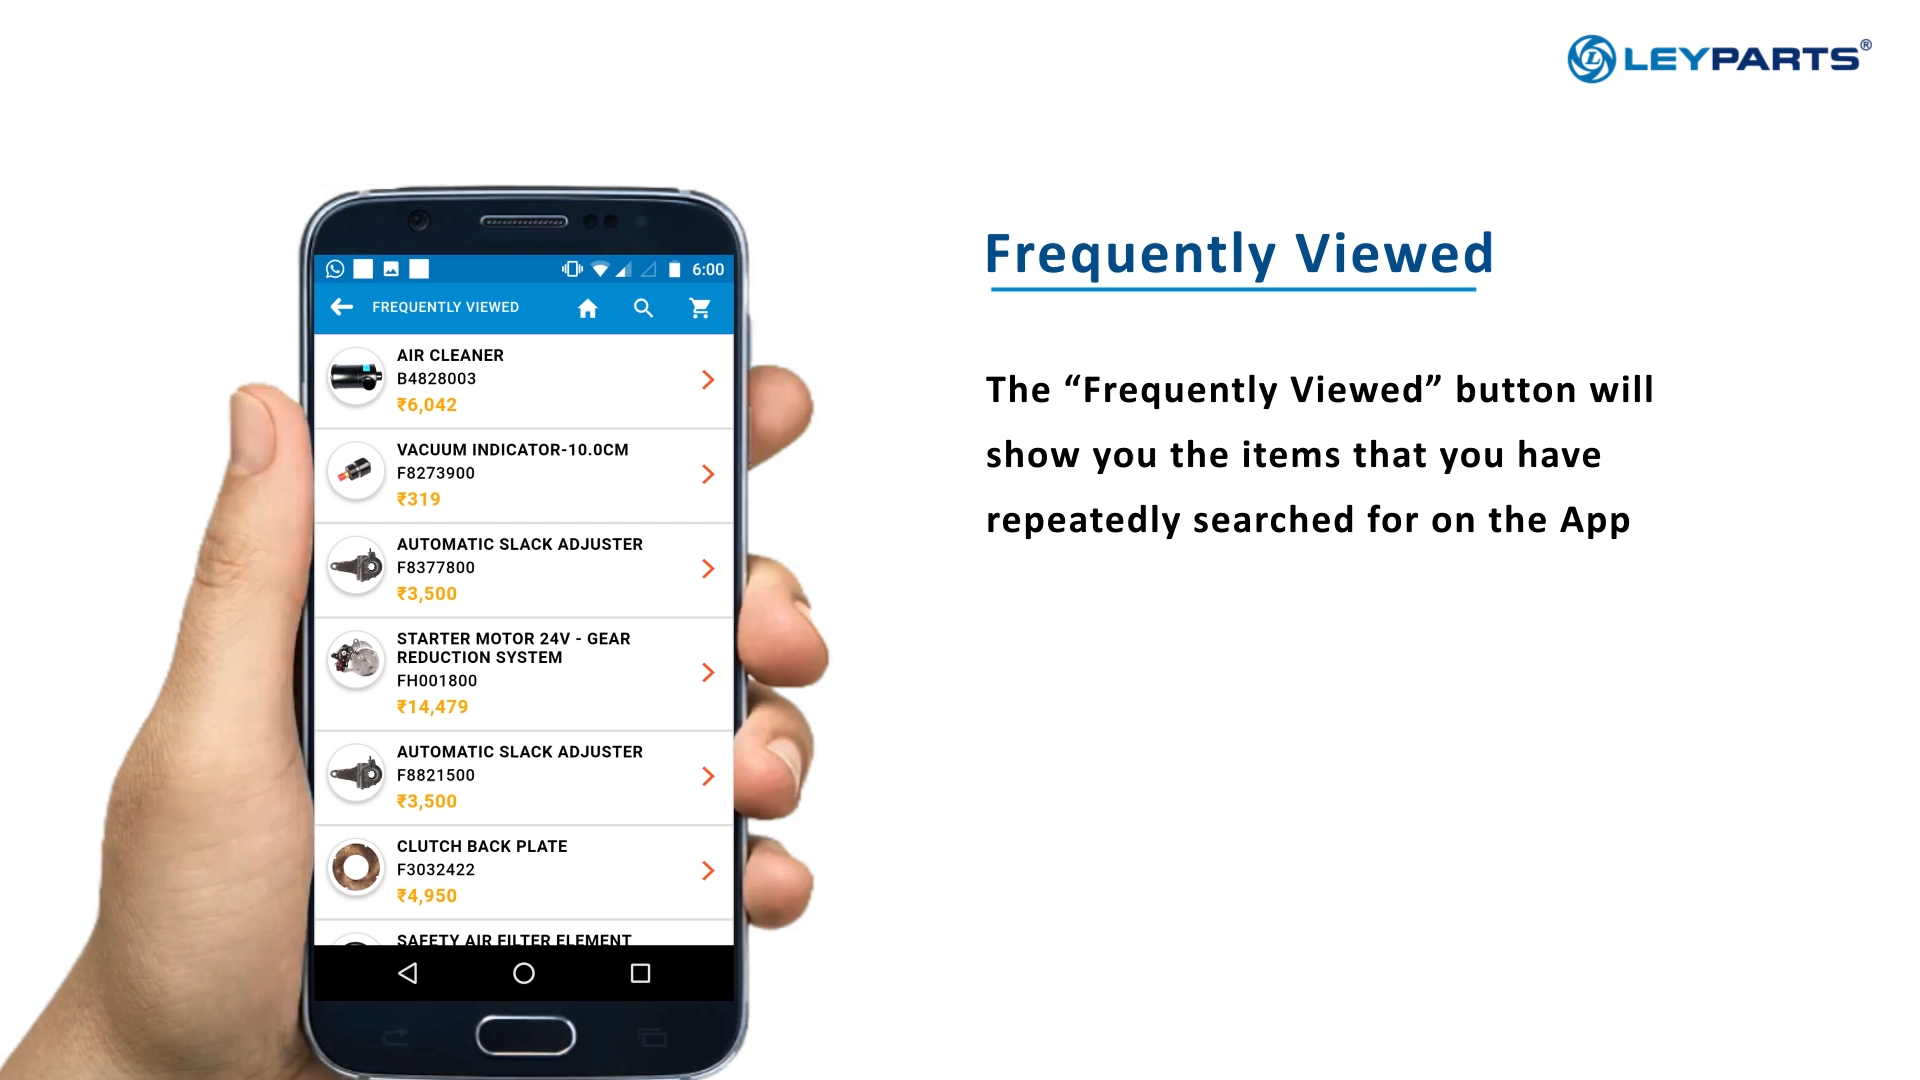 LEYPARTS®
6:00
FREQUENTLY VIEWED
AIR CLEANER
B4828003
₹6,042
VACUUM INDICATOR-10.0CM
F8273900
₹319
AUTOMATIC SLACK ADJUSTER
F8377800
₹3,500
STARTER MOTOR 24V - GEAR
REDUCTION SYSTEM
FH001800
₹14,479
AUTOMATIC SLACK ADJUSTER
F8821500
₹3,500
CLUTCH BACK PLATE
F3032422
₹4,950
SAFETY AIR FILTER ELEMENT
Frequently Viewed
The “Frequently Viewed” button will
show you the items that you have
repeatedly searched for on the App